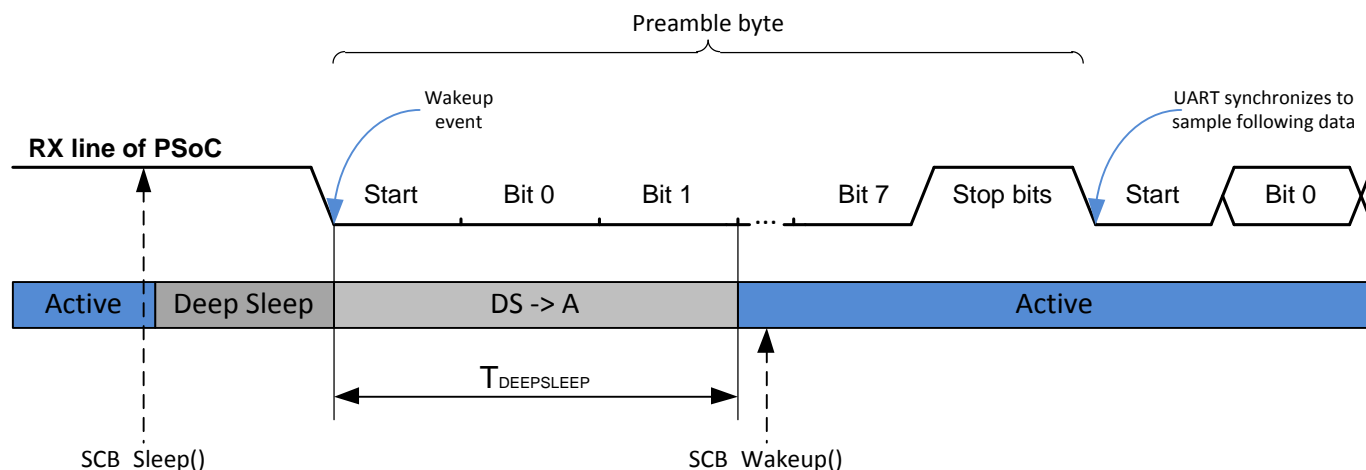 Preamble byte
Wakeup
event
UART synchronizes to
sample following data
RX line of PSoC
Start Bit 0 Bit 1 ... Bit 7 Stop bits Start Bit 0
Active Deep Sleep DS -> A Active
TDEEPSLEEP
SCB_Sleep() SCB_Wakeup()